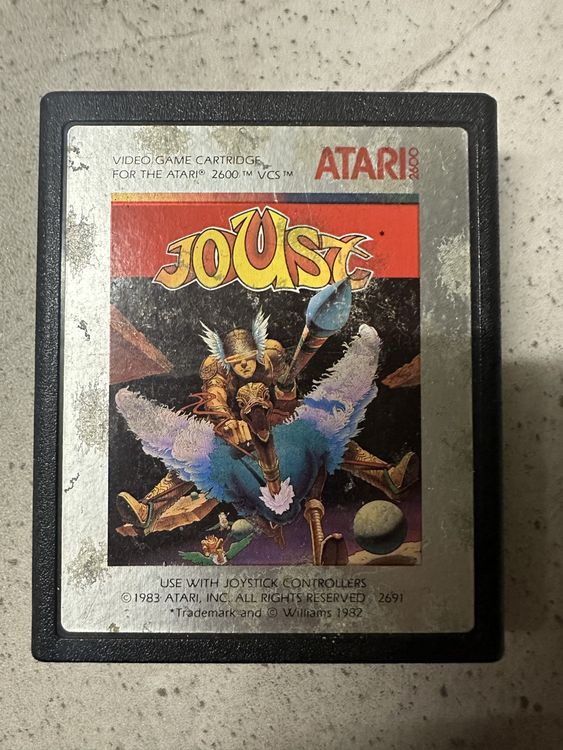 VIDEO GAME CARTRIDGE
FOR THE ATARI® 2600™ VCS™
ATARI 2600
JOUST*
USE WITH JOYSTICK CONTROLLERS
©1983 ATARI, INC. ALL RIGHTS RESERVED 2691
*Trademark and © Williams 1982